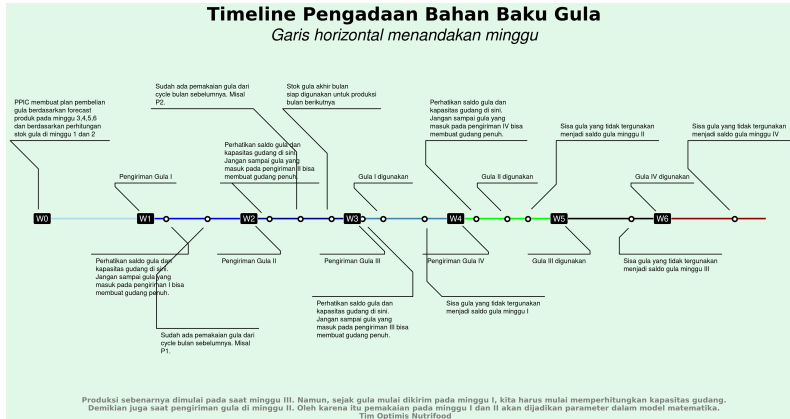 Timeline Pengadaan Bahan Baku Gula
Garis horizontal menandakan minggu
PPIC membuat plan pembelian
gula berdasarkan forecast
produk pada minggu 3,4,5,6
dan berdasarkan perhitungan
stok gula di minggu 1 dan 2
Sudah ada pemakaian gula dari
cycle bulan sebelumnya. Misal
P2.
Stok gula akhir bulan
siap digunakan untuk produksi
bulan berikutnya
Perhatikan saldo gula dan
kapasitas gudang di sini.
Jangan sampai gula yang
masuk pada pengiriman IV bisa
membuat gudang penuh.
Sisa gula yang tidak tergunakan
menjadi saldo gula minggu II
Sisa gula yang tidak tergunakan
menjadi saldo gula minggu IV
Perhatikan saldo gula dan
kapasitas gudang di sini.
Jangan sampai gula yang
masuk pada pengiriman II bisa
membuat gudang penuh.
Pengiriman Gula I
Gula I digunakan
Gula II digunakan
Gula IV digunakan
W0
W1
W2
W3
W4
W5
W6
Perhatikan saldo gula dan
kapasitas gudang di sini.
Jangan sampai gula yang
masuk pada pengiriman I bisa
membuat gudang penuh.
Pengiriman Gula II
Pengiriman Gula III
Pengiriman Gula IV
Gula III digunakan
Sisa gula yang tidak tergunakan
menjadi saldo gula minggu III
Perhatikan saldo gula dan
kapasitas gudang di sini.
Jangan sampai gula yang
masuk pada pengiriman III bisa
membuat gudang penuh.
Sisa gula yang tidak tergunakan
menjadi saldo gula minggu I
Sudah ada pemakaian gula dari
cycle bulan sebelumnya. Misal
P1.
Produksi sebenarnya dimulai pada saat minggu III. Namun, sejak gula mulai dikirim pada minggu I, kita harus mulai memperhitungkan kapasitas gudang.
Demikian juga saat pengiriman gula di minggu II. Oleh karena itu pemakaian pada minggu I dan II akan dijadikan parameter dalam model matematika.
Tim Optimis Nutrifood